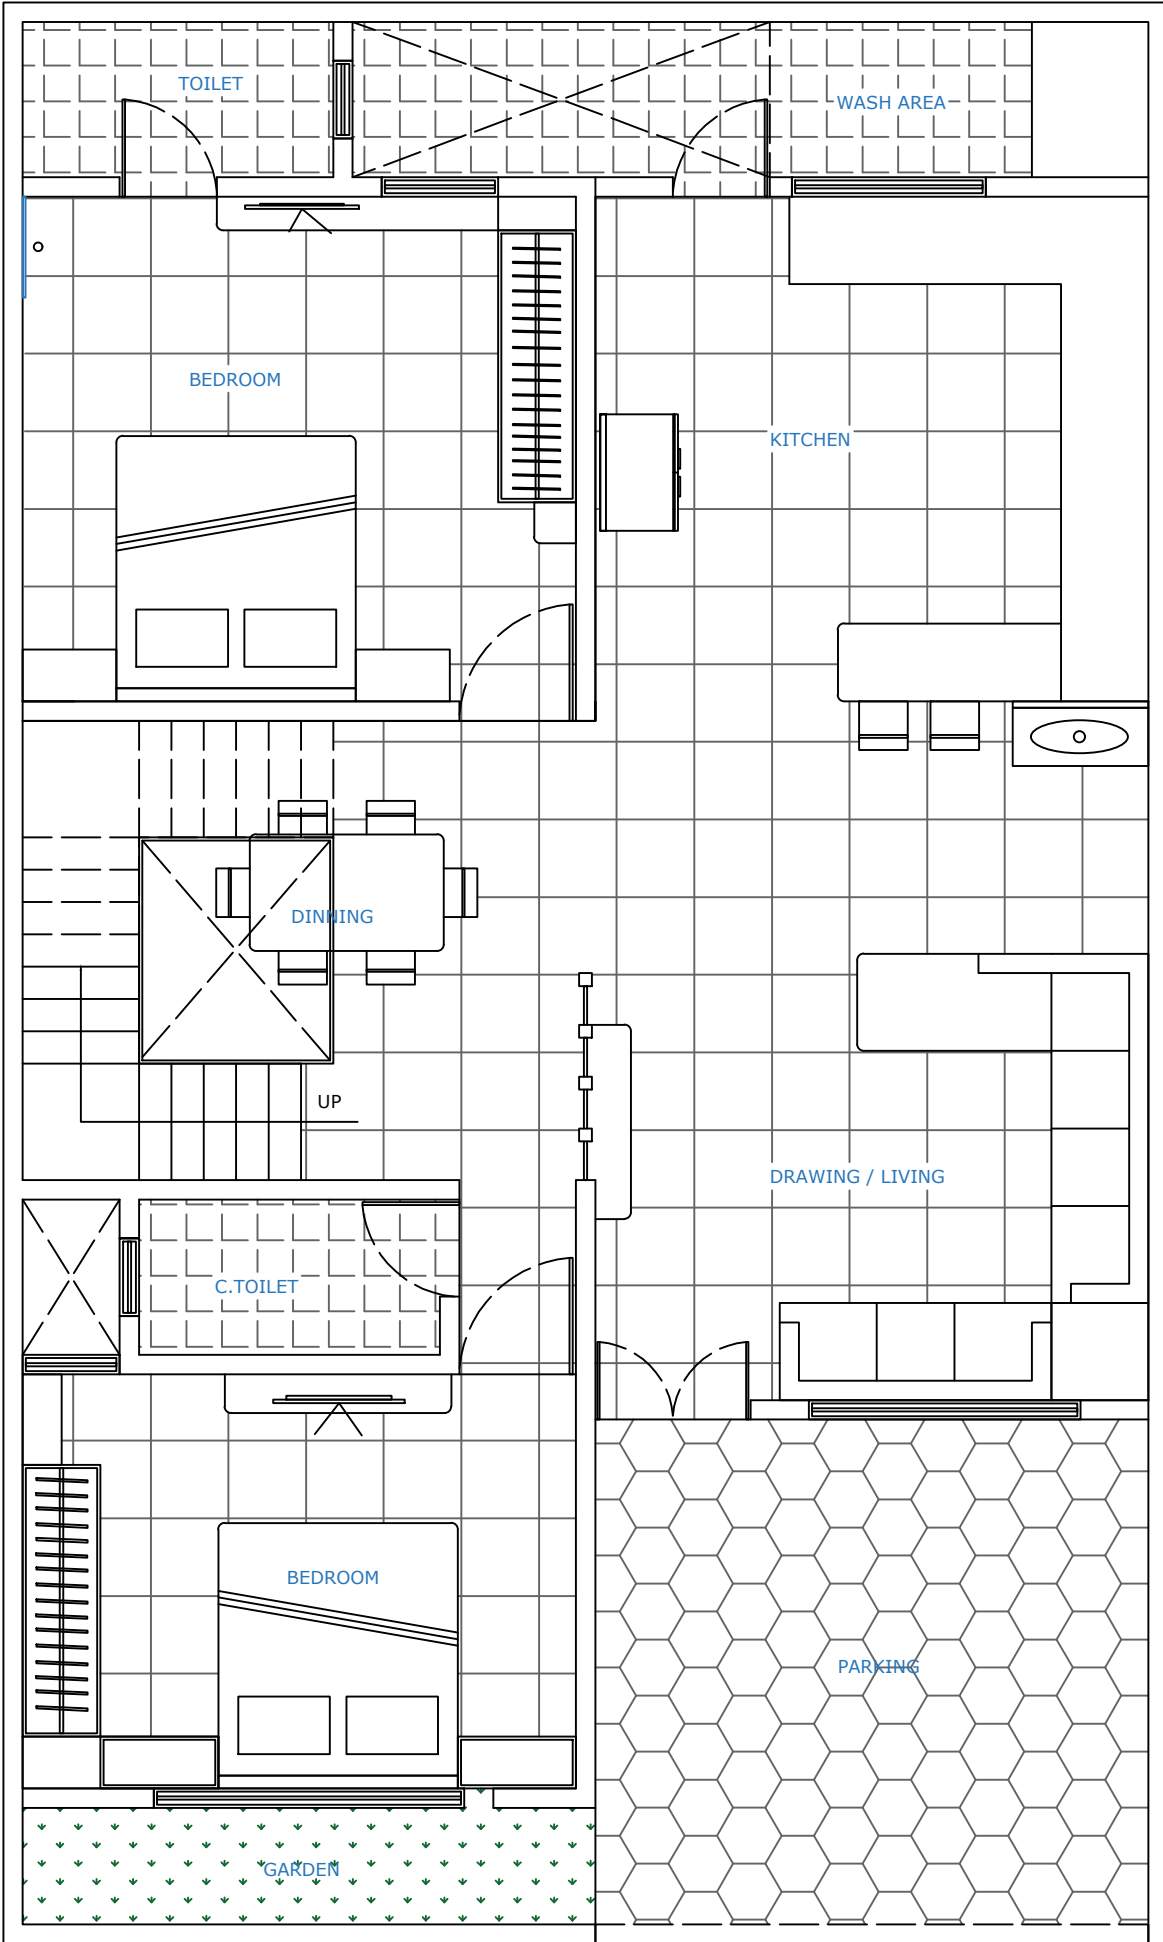 TOILET
WASH AREA
BEDROOM
KITCHEN
DINNING
UP
DRAWING / LIVING
C.TOILET
BEDROOM
PARKING
GARDEN